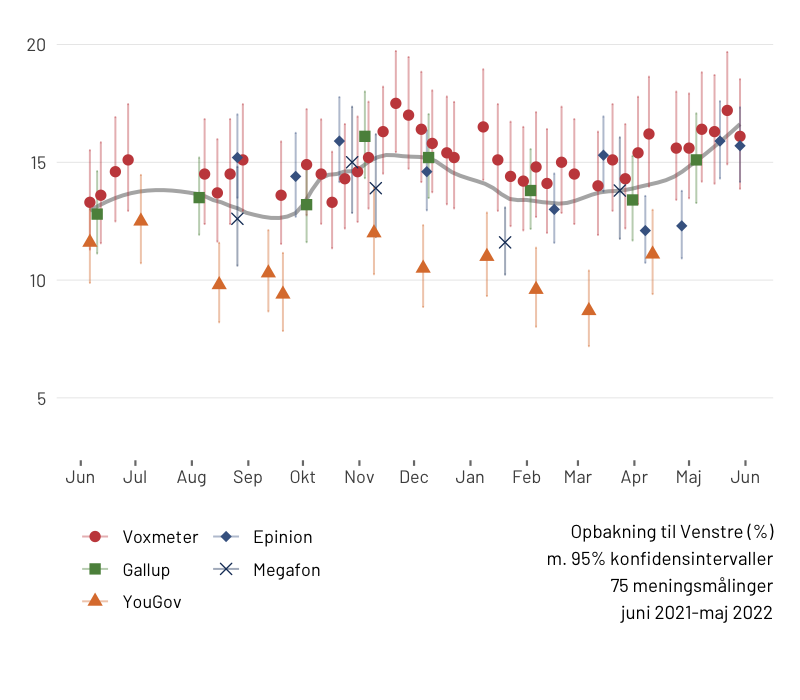 20
15
10
5
Jun Jul Aug Sep Okt Nov Dec Jan Feb Mar Apr Maj Jun
Voxmeter Epinion
Gallup Megafon
YouGov
Opbakning til Venstre (%)
m. 95% konfidensintervaller
75 meningsmålinger
juni 2021-maj 2022